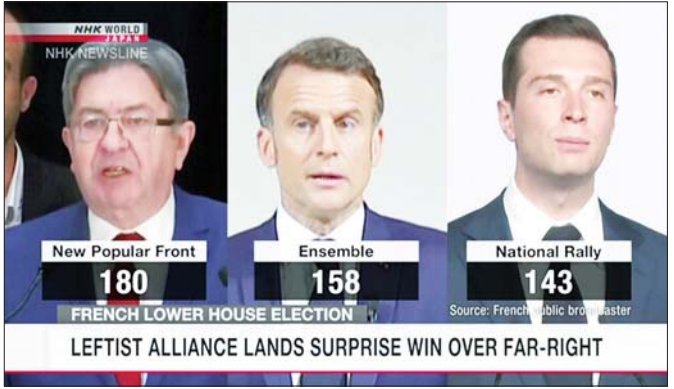 NHK WORLD
JAPAN
NHK NEWSLINE
New Popular Front
180
Ensemble
158
National Rally
143
FRENCH LOWER HOUSE ELECTION
Source: French public broadcaster
LEFTIST ALLIANCE LANDS SURPRISE WIN OVER FAR-RIGHT